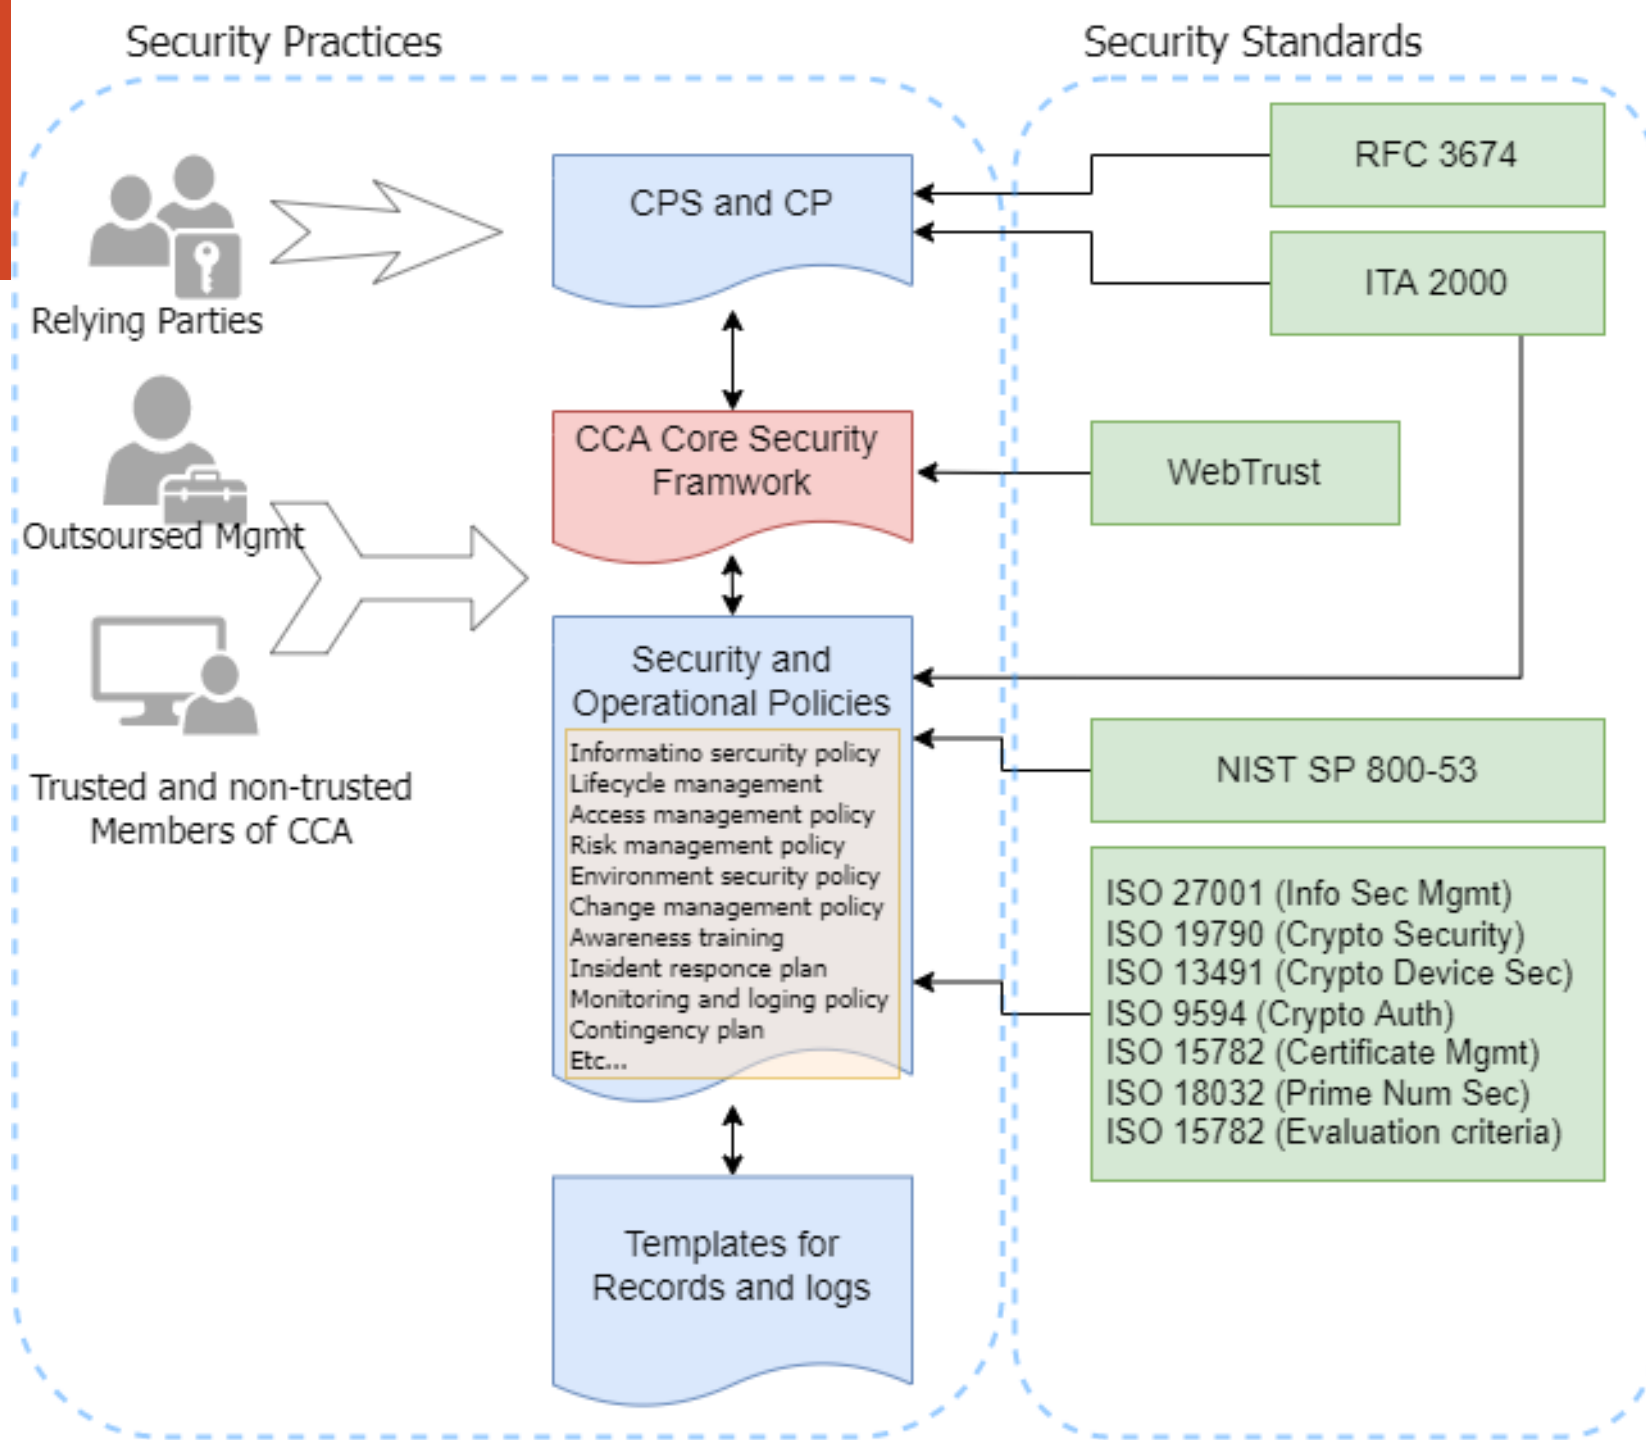 Security Practices
Relying Parties
Outsoursed Mgmt
Trusted and non-trusted
Members of CCA
CPS and CP
CCA Core Security
Framwork
Security and
Operational Policies
Informatino sercurity policy
Lifecycle management
Access management policy
Risk management policy
Environment security policy
Change management policy
Awareness training
Insident responce plan
Monitoring and loging policy
Contingency plan
Etc...
Templates for
Records and logs
Security Standards
RFC 3674
ITA 2000
WebTrust
NIST SP 800-53
ISO 27001 (Info Sec Mgmt)
ISO 19790 (Crypto Security)
ISO 13491 (Crypto Device Sec)
ISO 9594 (Crypto Auth)
ISO 15782 (Certificate Mgmt)
ISO 18032 (Prime Num Sec)
ISO 15782 (Evaluation criteria)